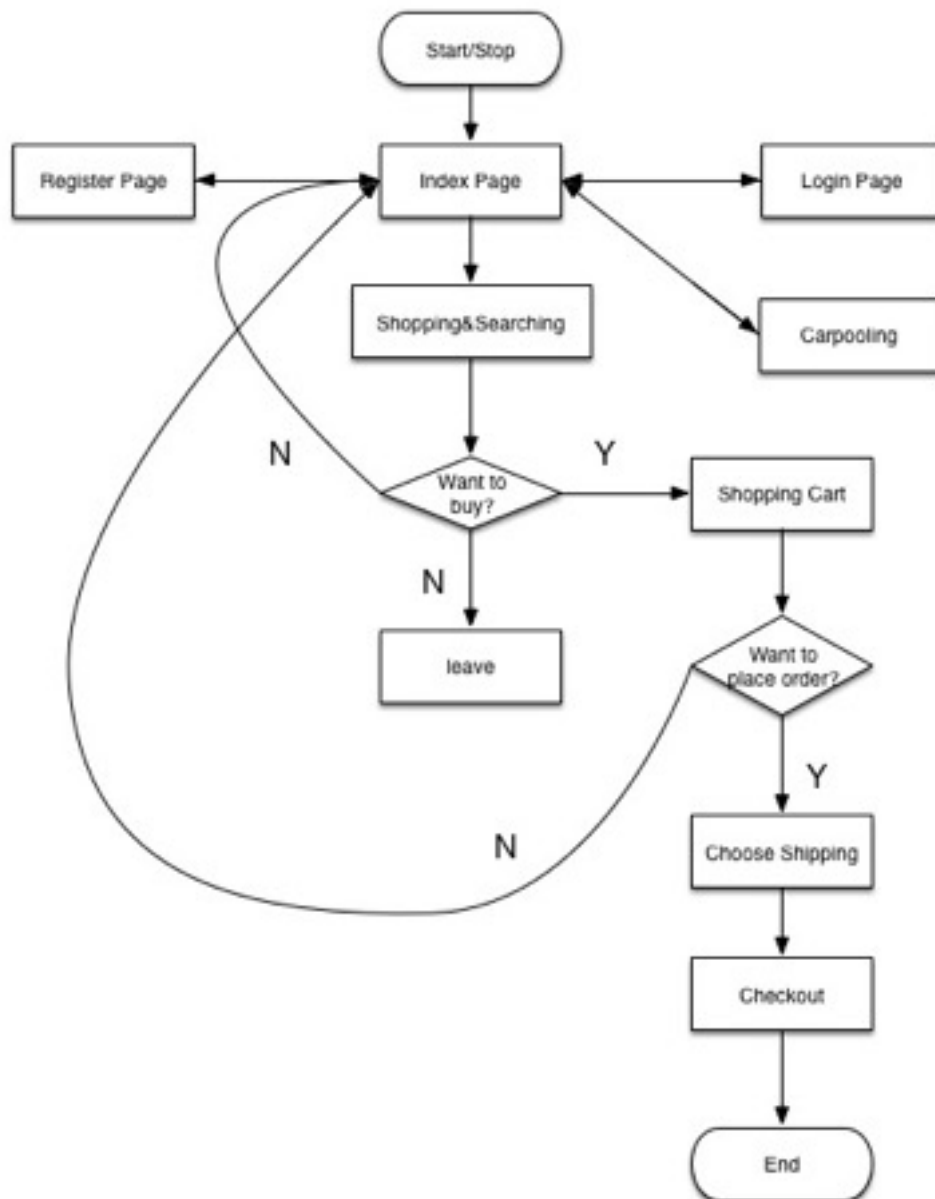 Start/Stop
Register Page
Index Page
Login Page
Shopping&Searching
Carpooling
N
Y
Want to
buy?
Shopping Cart
N
leave
Want to
place order?
Y
N
Choose Shipping
Checkout
End